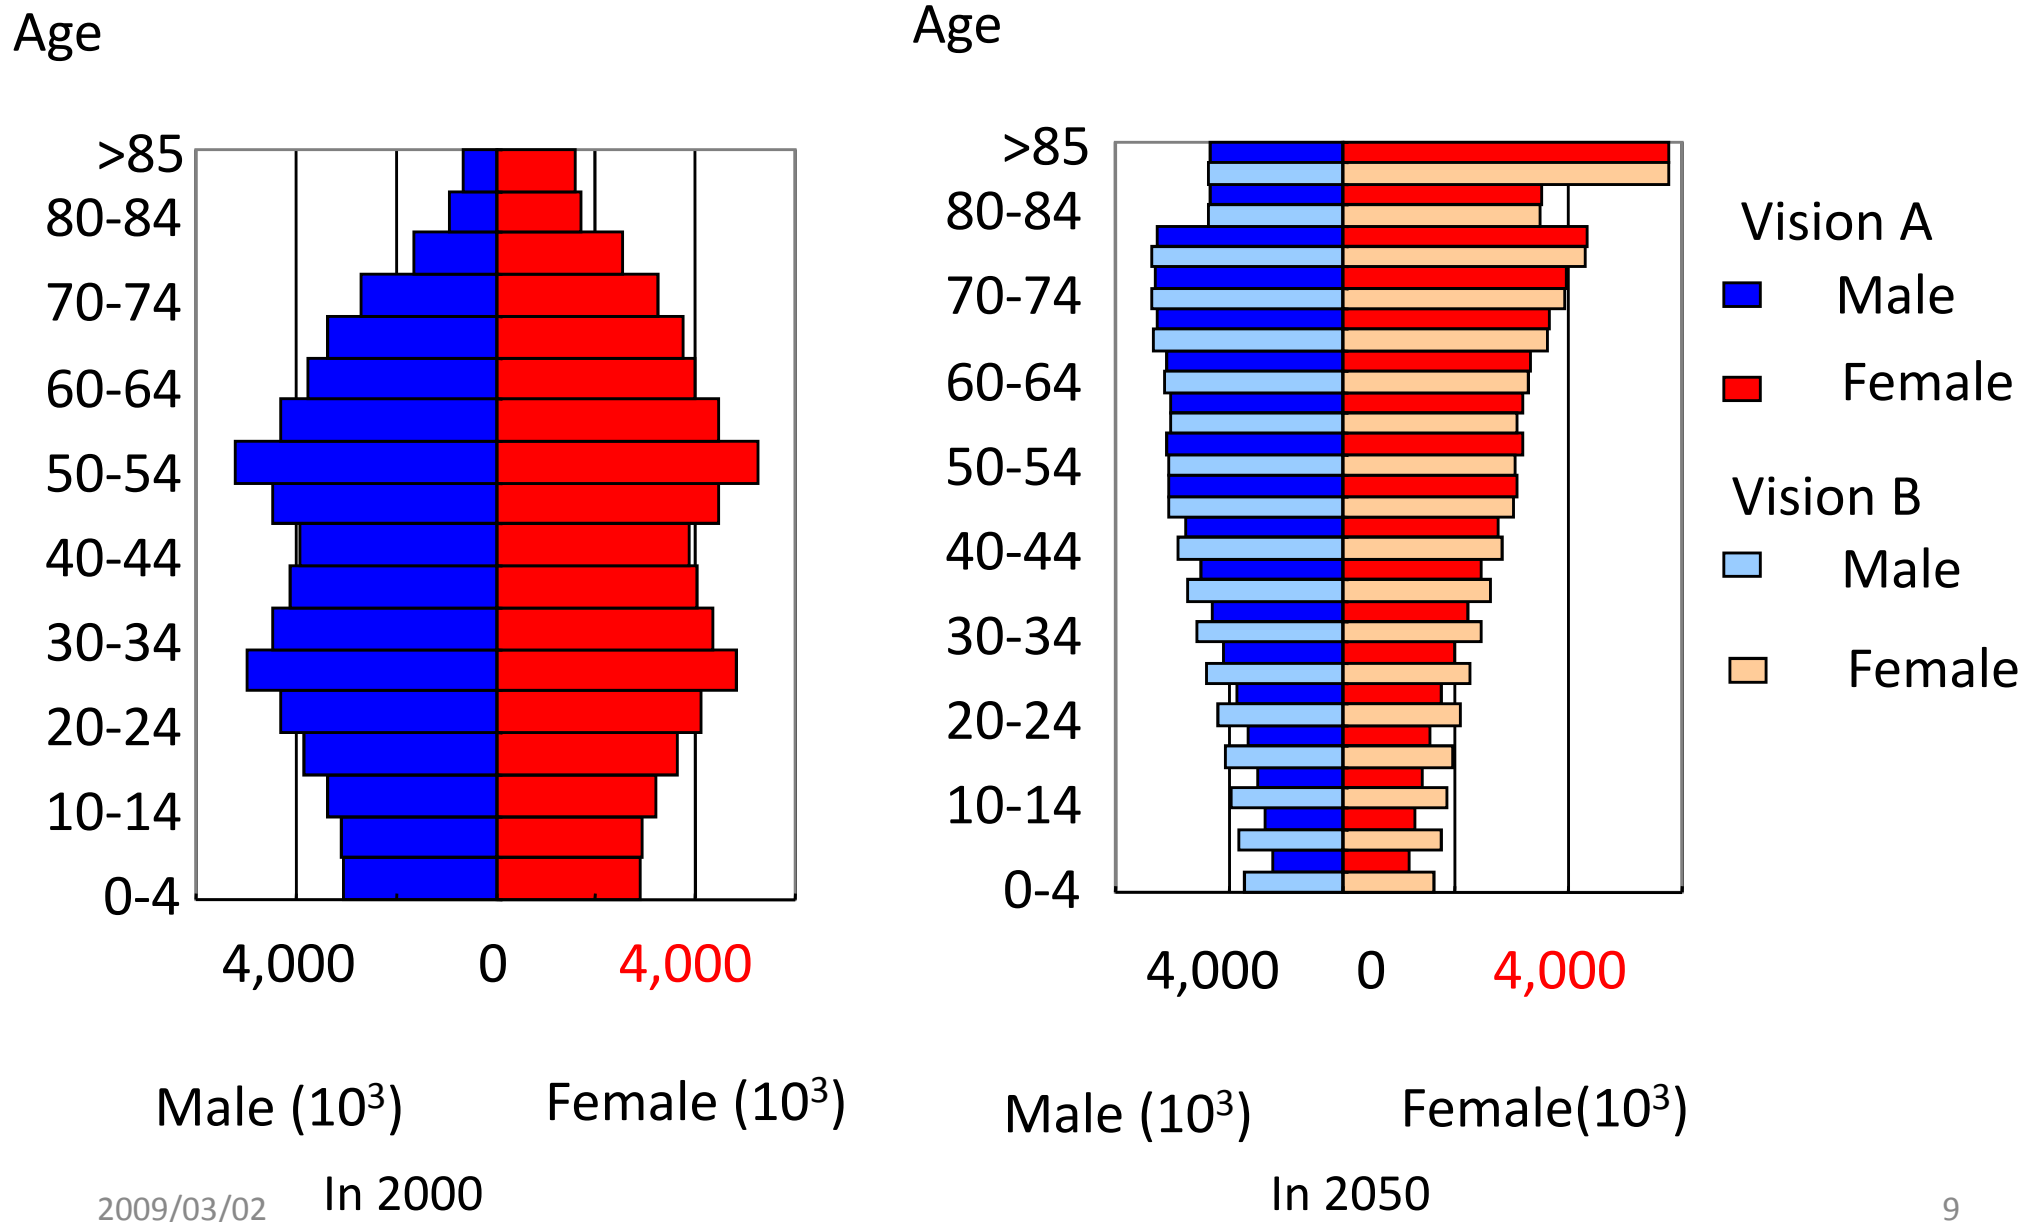 Age
>85
80-84
70-74
60-64
50-54
40-44
30-34
20-24
10-14
0-4
4,000 0 4,000
Male (10³) Female (10³)
In 2000
Age
>85
80-84
70-74
60-64
50-54
40-44
30-34
20-24
10-14
0-4
4,000 0 4,000
Male (10³) Female(10³)
In 2050
Vision A
Male
Female
Vision B
Male
Female
2009/03/02
9